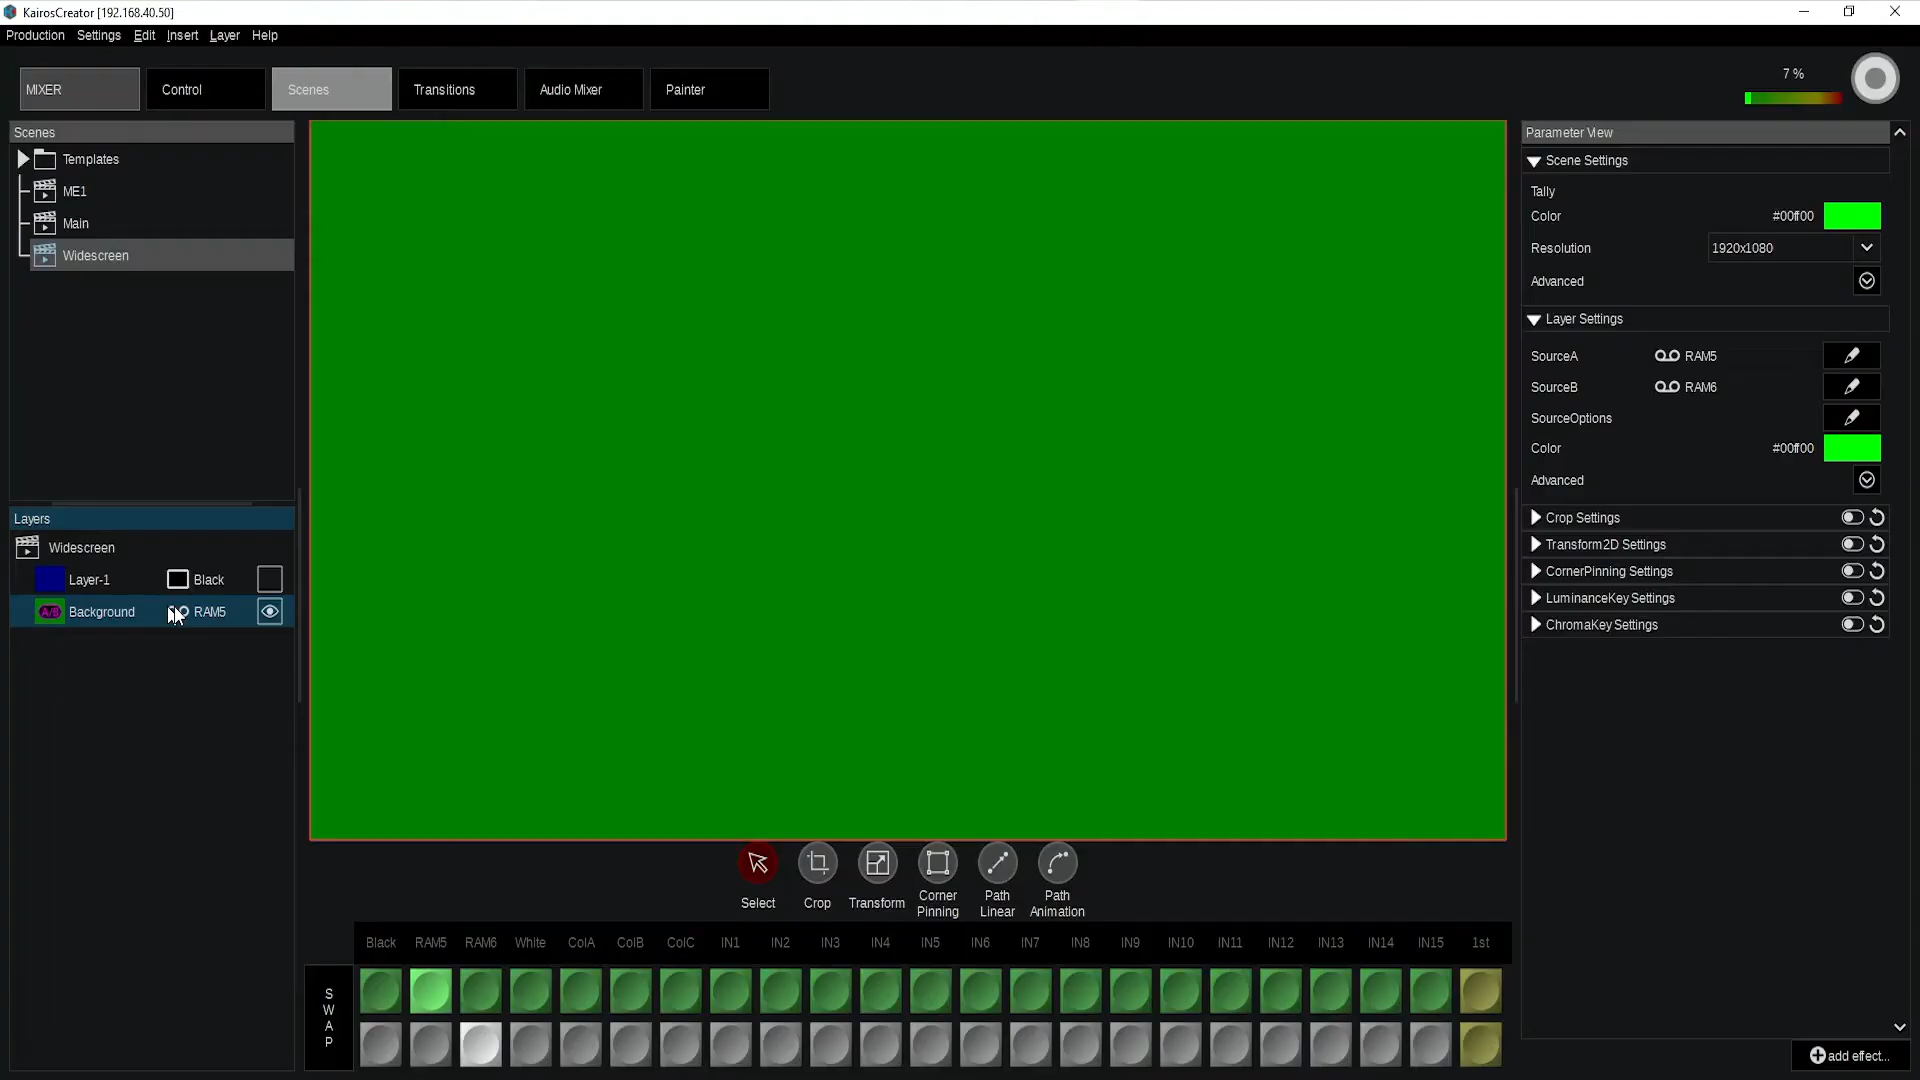 KairosCreator [192.168.40.50]
Production Settings Edit Insert Layer Help
MIXER Control Scenes Transitions Audio Mixer Painter
7 %
Scenes
Templates
ME1
Main
Widescreen
Layers
Widescreen
Layer-1 Black
A/B Background RAM5
Select Crop Transform Corner Pinning Path Linear Path Animation
Black RAM5 RAM6 White ColA ColB ColC IN1 IN2 IN3 IN4 IN5 IN6 IN7 IN8 IN9 IN10 IN11 IN12 IN13 IN14 IN15 1st
SWAP
Parameter View
Scene Settings
Tally
Color #00ff00
Resolution 1920x1080
Advanced
Layer Settings
SourceA RAM5
SourceB RAM6
SourceOptions
Color #00ff00
Advanced
Crop Settings
Transform2D Settings
CornerPinning Settings
LuminanceKey Settings
ChromaKey Settings
add effect...